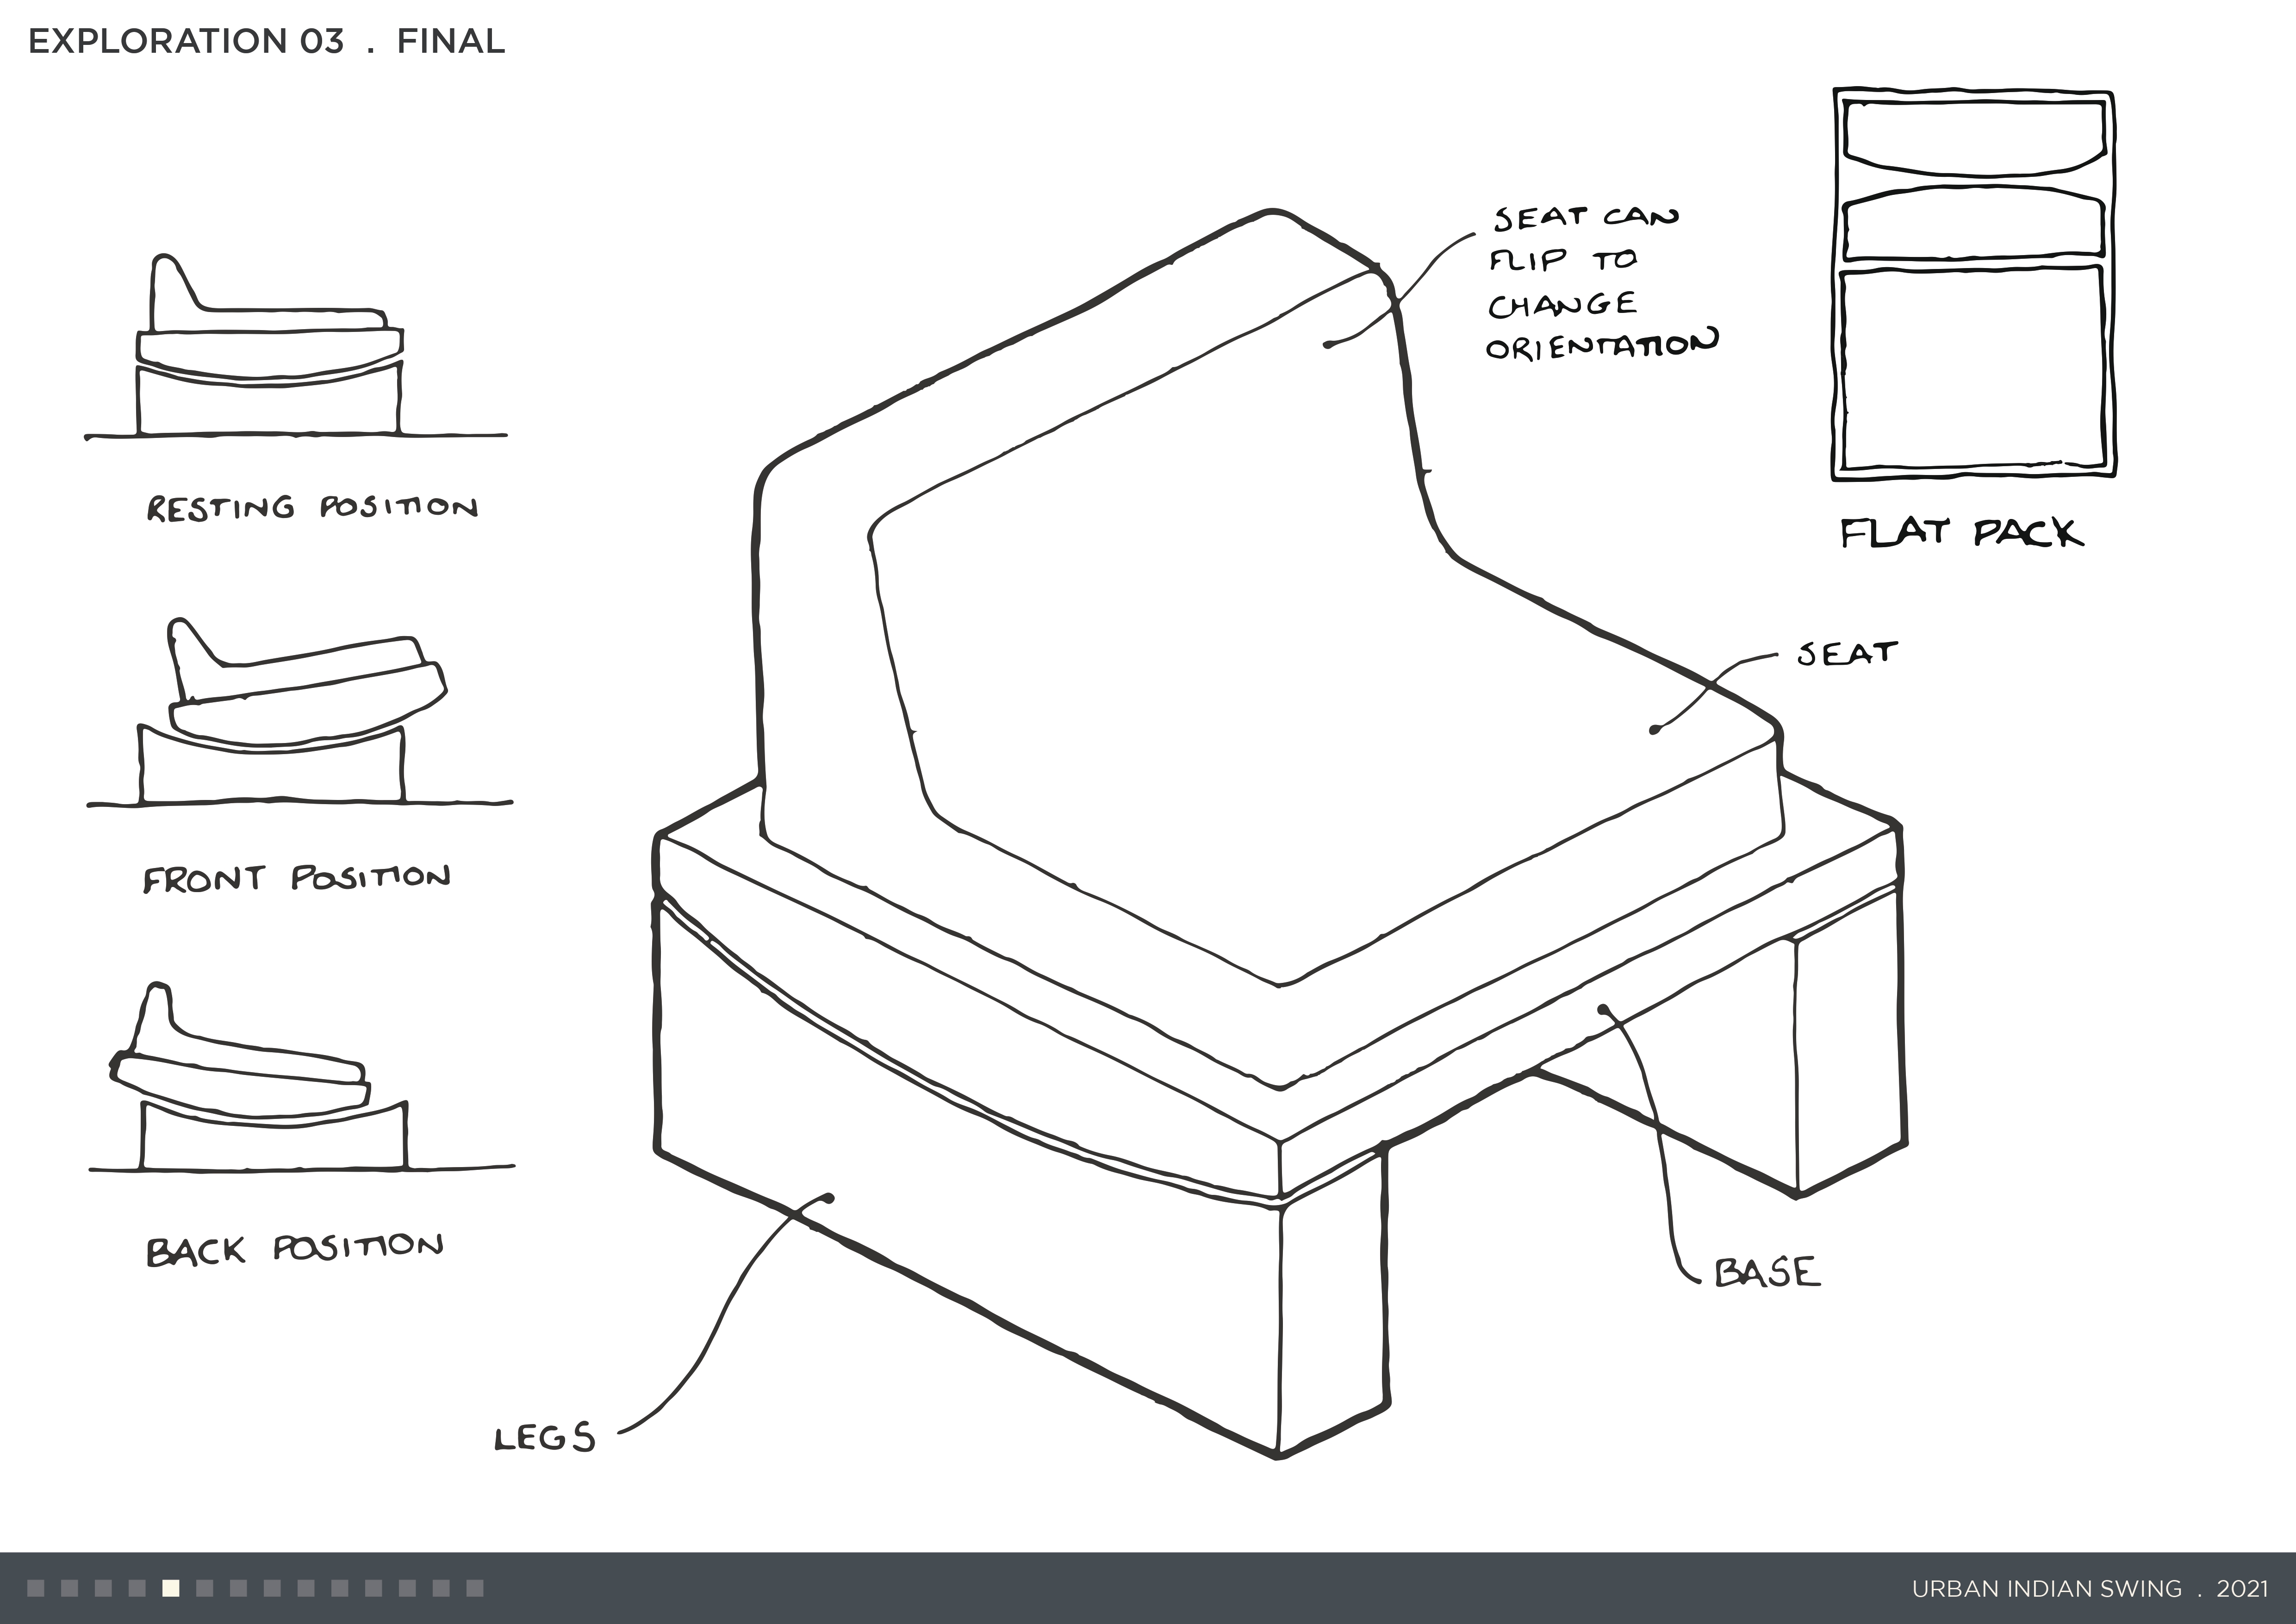 EXPLORATION 03 . FINAL
SEAT CAN
FLIP TO
CHANGE
ORIENTATION
RESTING POSITION
FLAT PACK
SEAT
FRONT POSITION
BACK POSITION
BASE
LEGS
URBAN INDIAN SWING . 2021